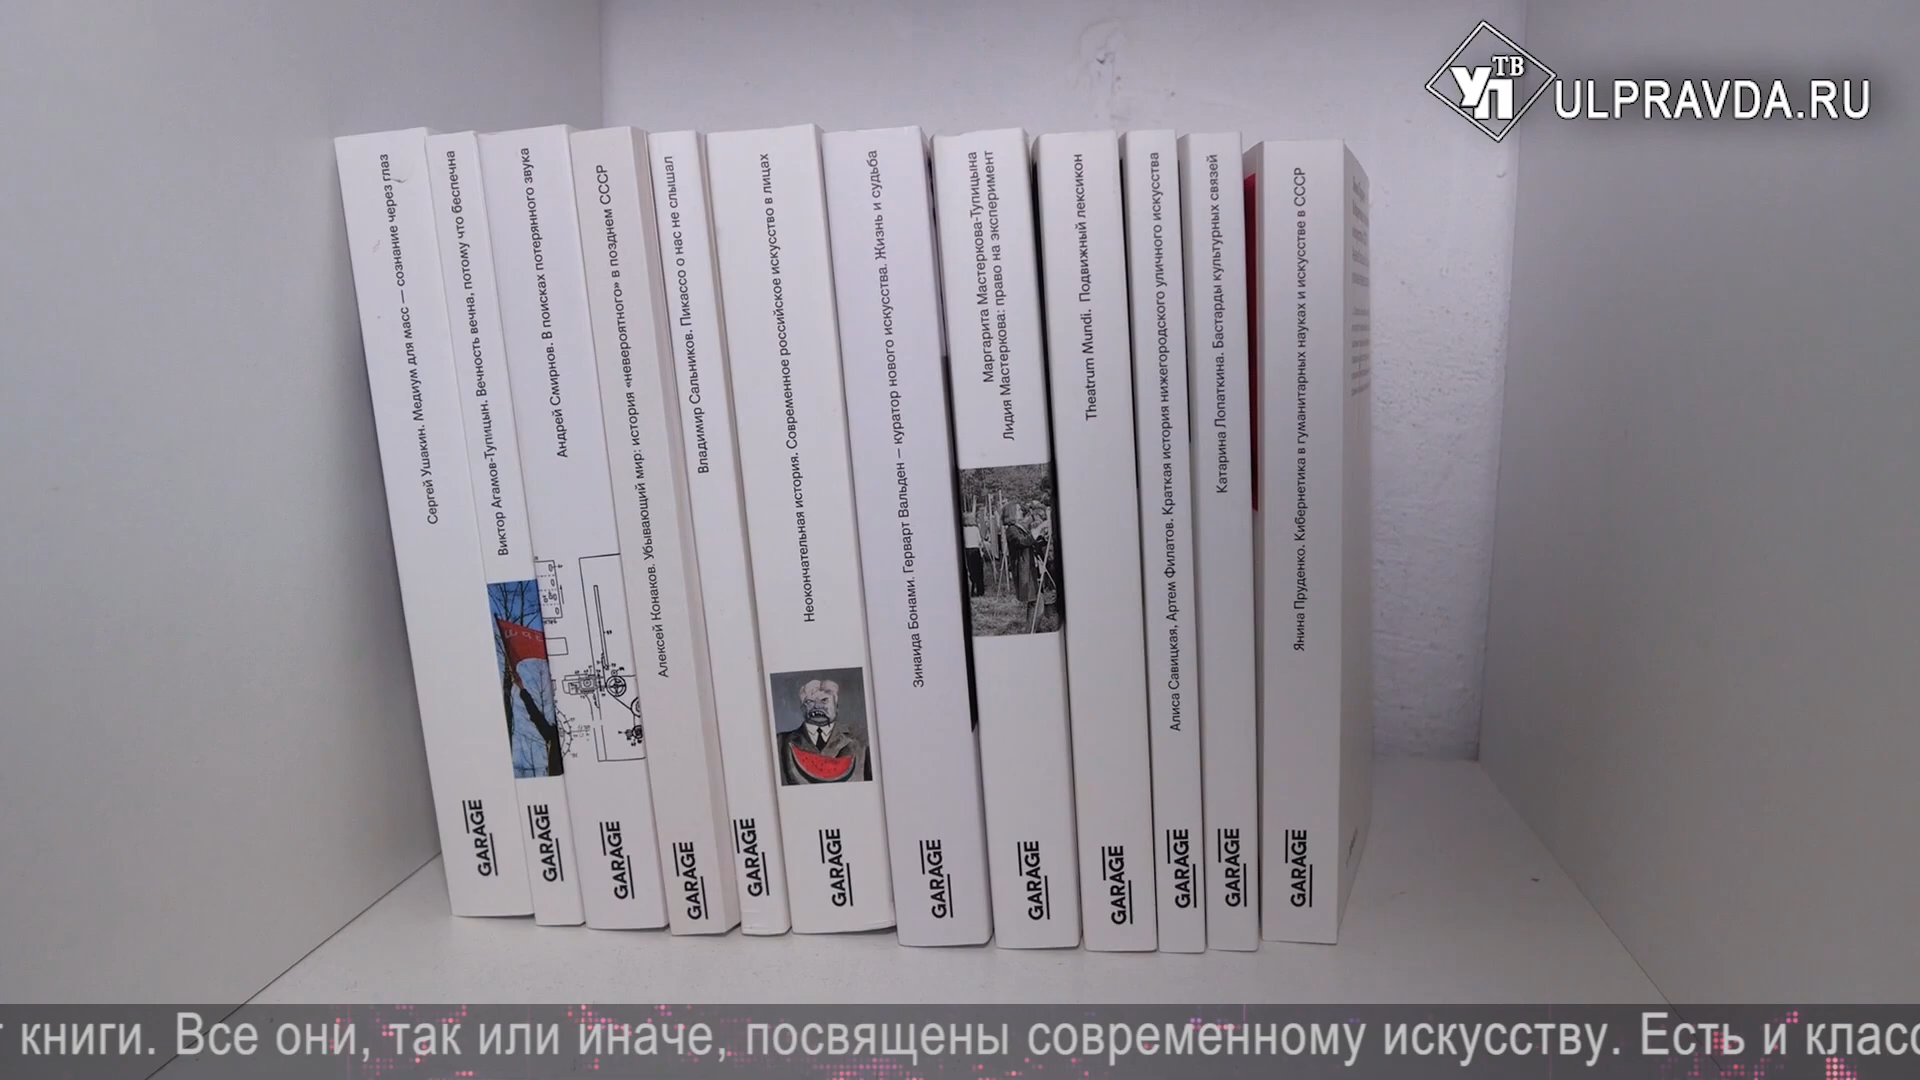 УП ТВ
ULPRAVDA.RU
Сергей Ушакин. Медиум для масс — сознание через глаз
GARAGE
Виктор Агамов-Тупицын. Вечность вечна, потому что беспечна
GARAGE
Андрей Смирнов. В поисках потерянного звука
GARAGE
Алексей Конаков. Убывающий мир: история «невероятного» в позднем СССР
GARAGE
Владимир Сальников. Пикассо о нас не слышал
GARAGE
Неокончательная история. Современное российское искусство в лицах
GARAGE
Зинаида Бонами. Герварт Вальден — куратор нового искусства. Жизнь и судьба
GARAGE
Маргарита Мастеркова-Тупицына
Лидия Мастеркова: право на эксперимент
GARAGE
Theatrum Mundi. Подвижный лексикон
GARAGE
Алиса Савицкая, Артем Филатов. Краткая история нижегородского уличного искусства
GARAGE
Катарина Лопаткина. Бастарды культурных связей
GARAGE
Янина Пруденко. Кибернетика в гуманитарных науках и искусстве в СССР
GARAGE
книги. Все они, так или иначе, посвящены современному искусству. Есть и класс